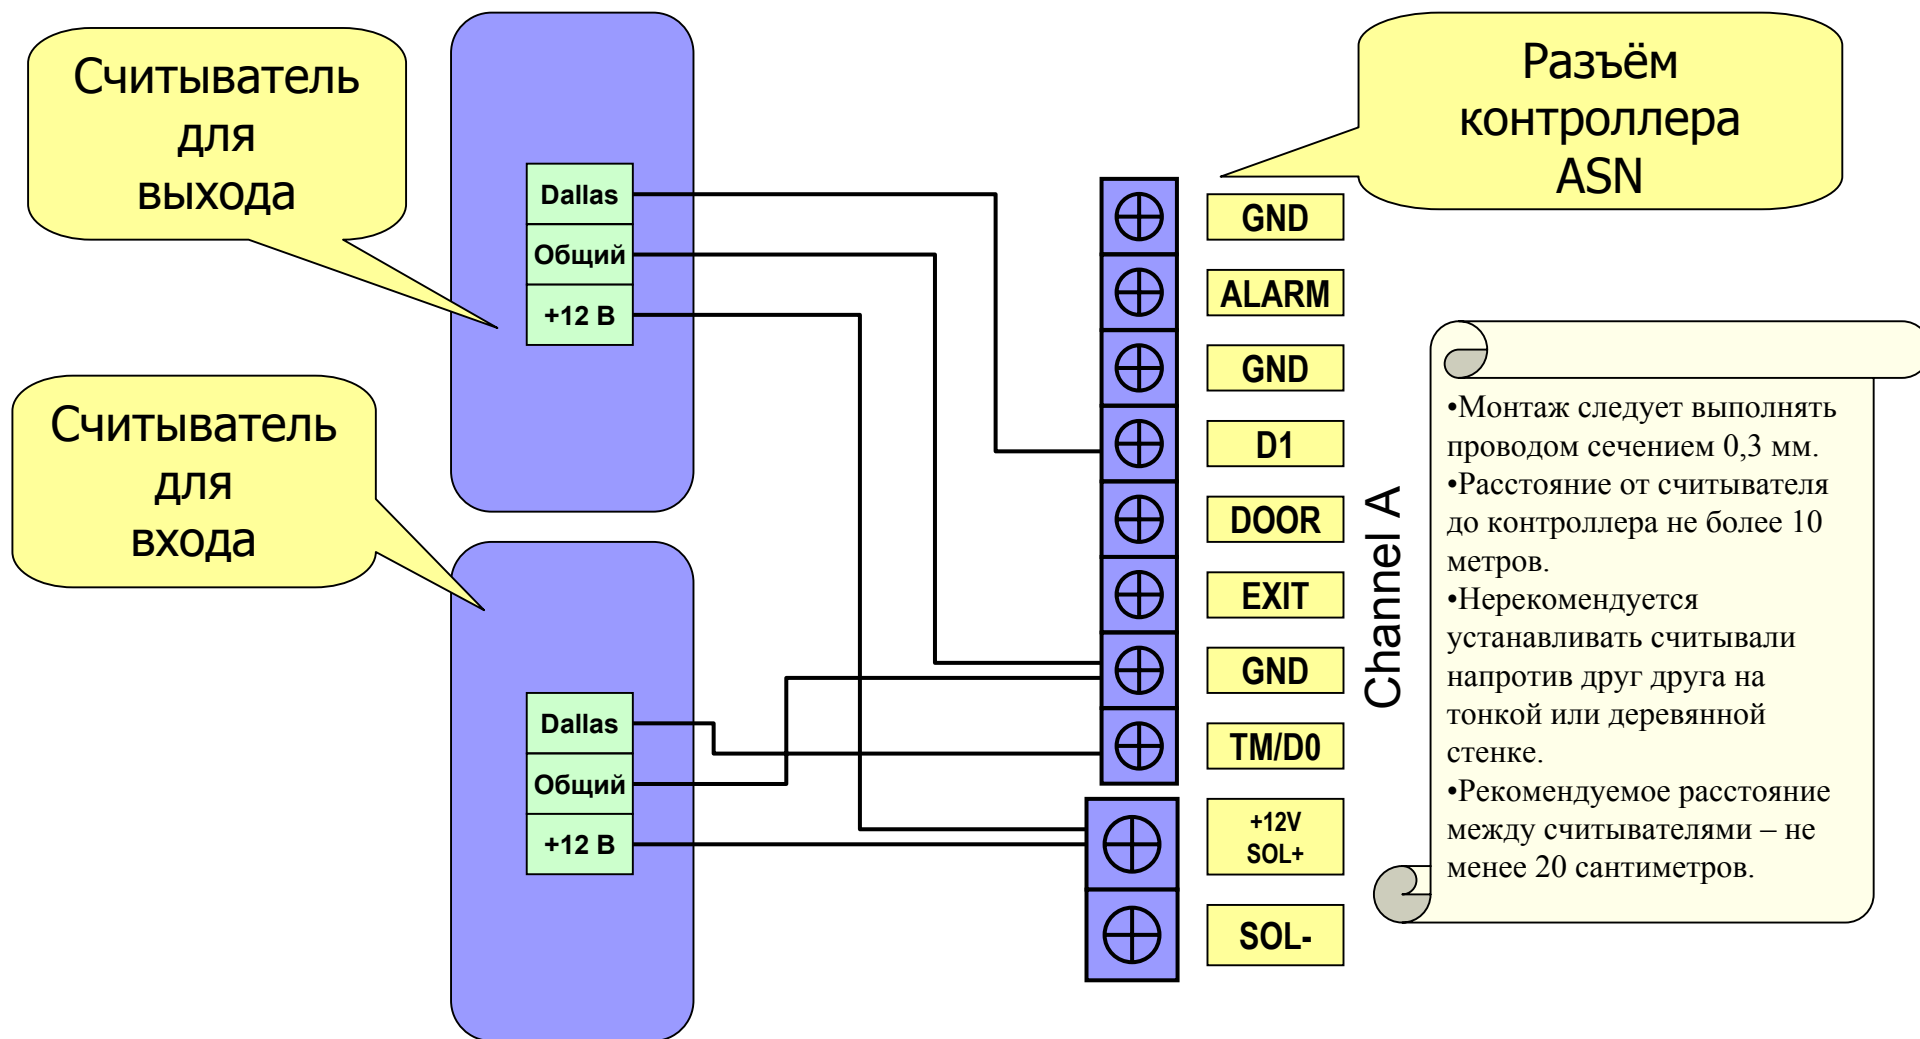 Считыватель
для
выхода
Dallas
Общий
+12 В
Считыватель
для
входа
Dallas
Общий
+12 В
Разъём
контроллера
ASN
GND
ALARM
GND
D1
DOOR
EXIT
GND
TM/D0
+12V
SOL+
SOL-
Channel A
•Монтаж следует выполнять
проводом сечением 0,3 мм.
•Расстояние от считывателя
до контроллера не более 10
метров.
•Нерекомендуется
устанавливать считывали
напротив друг друга на
тонкой или деревянной
стенке.
•Рекомендуемое расстояние
между считывателями – не
менее 20 сантиметров.